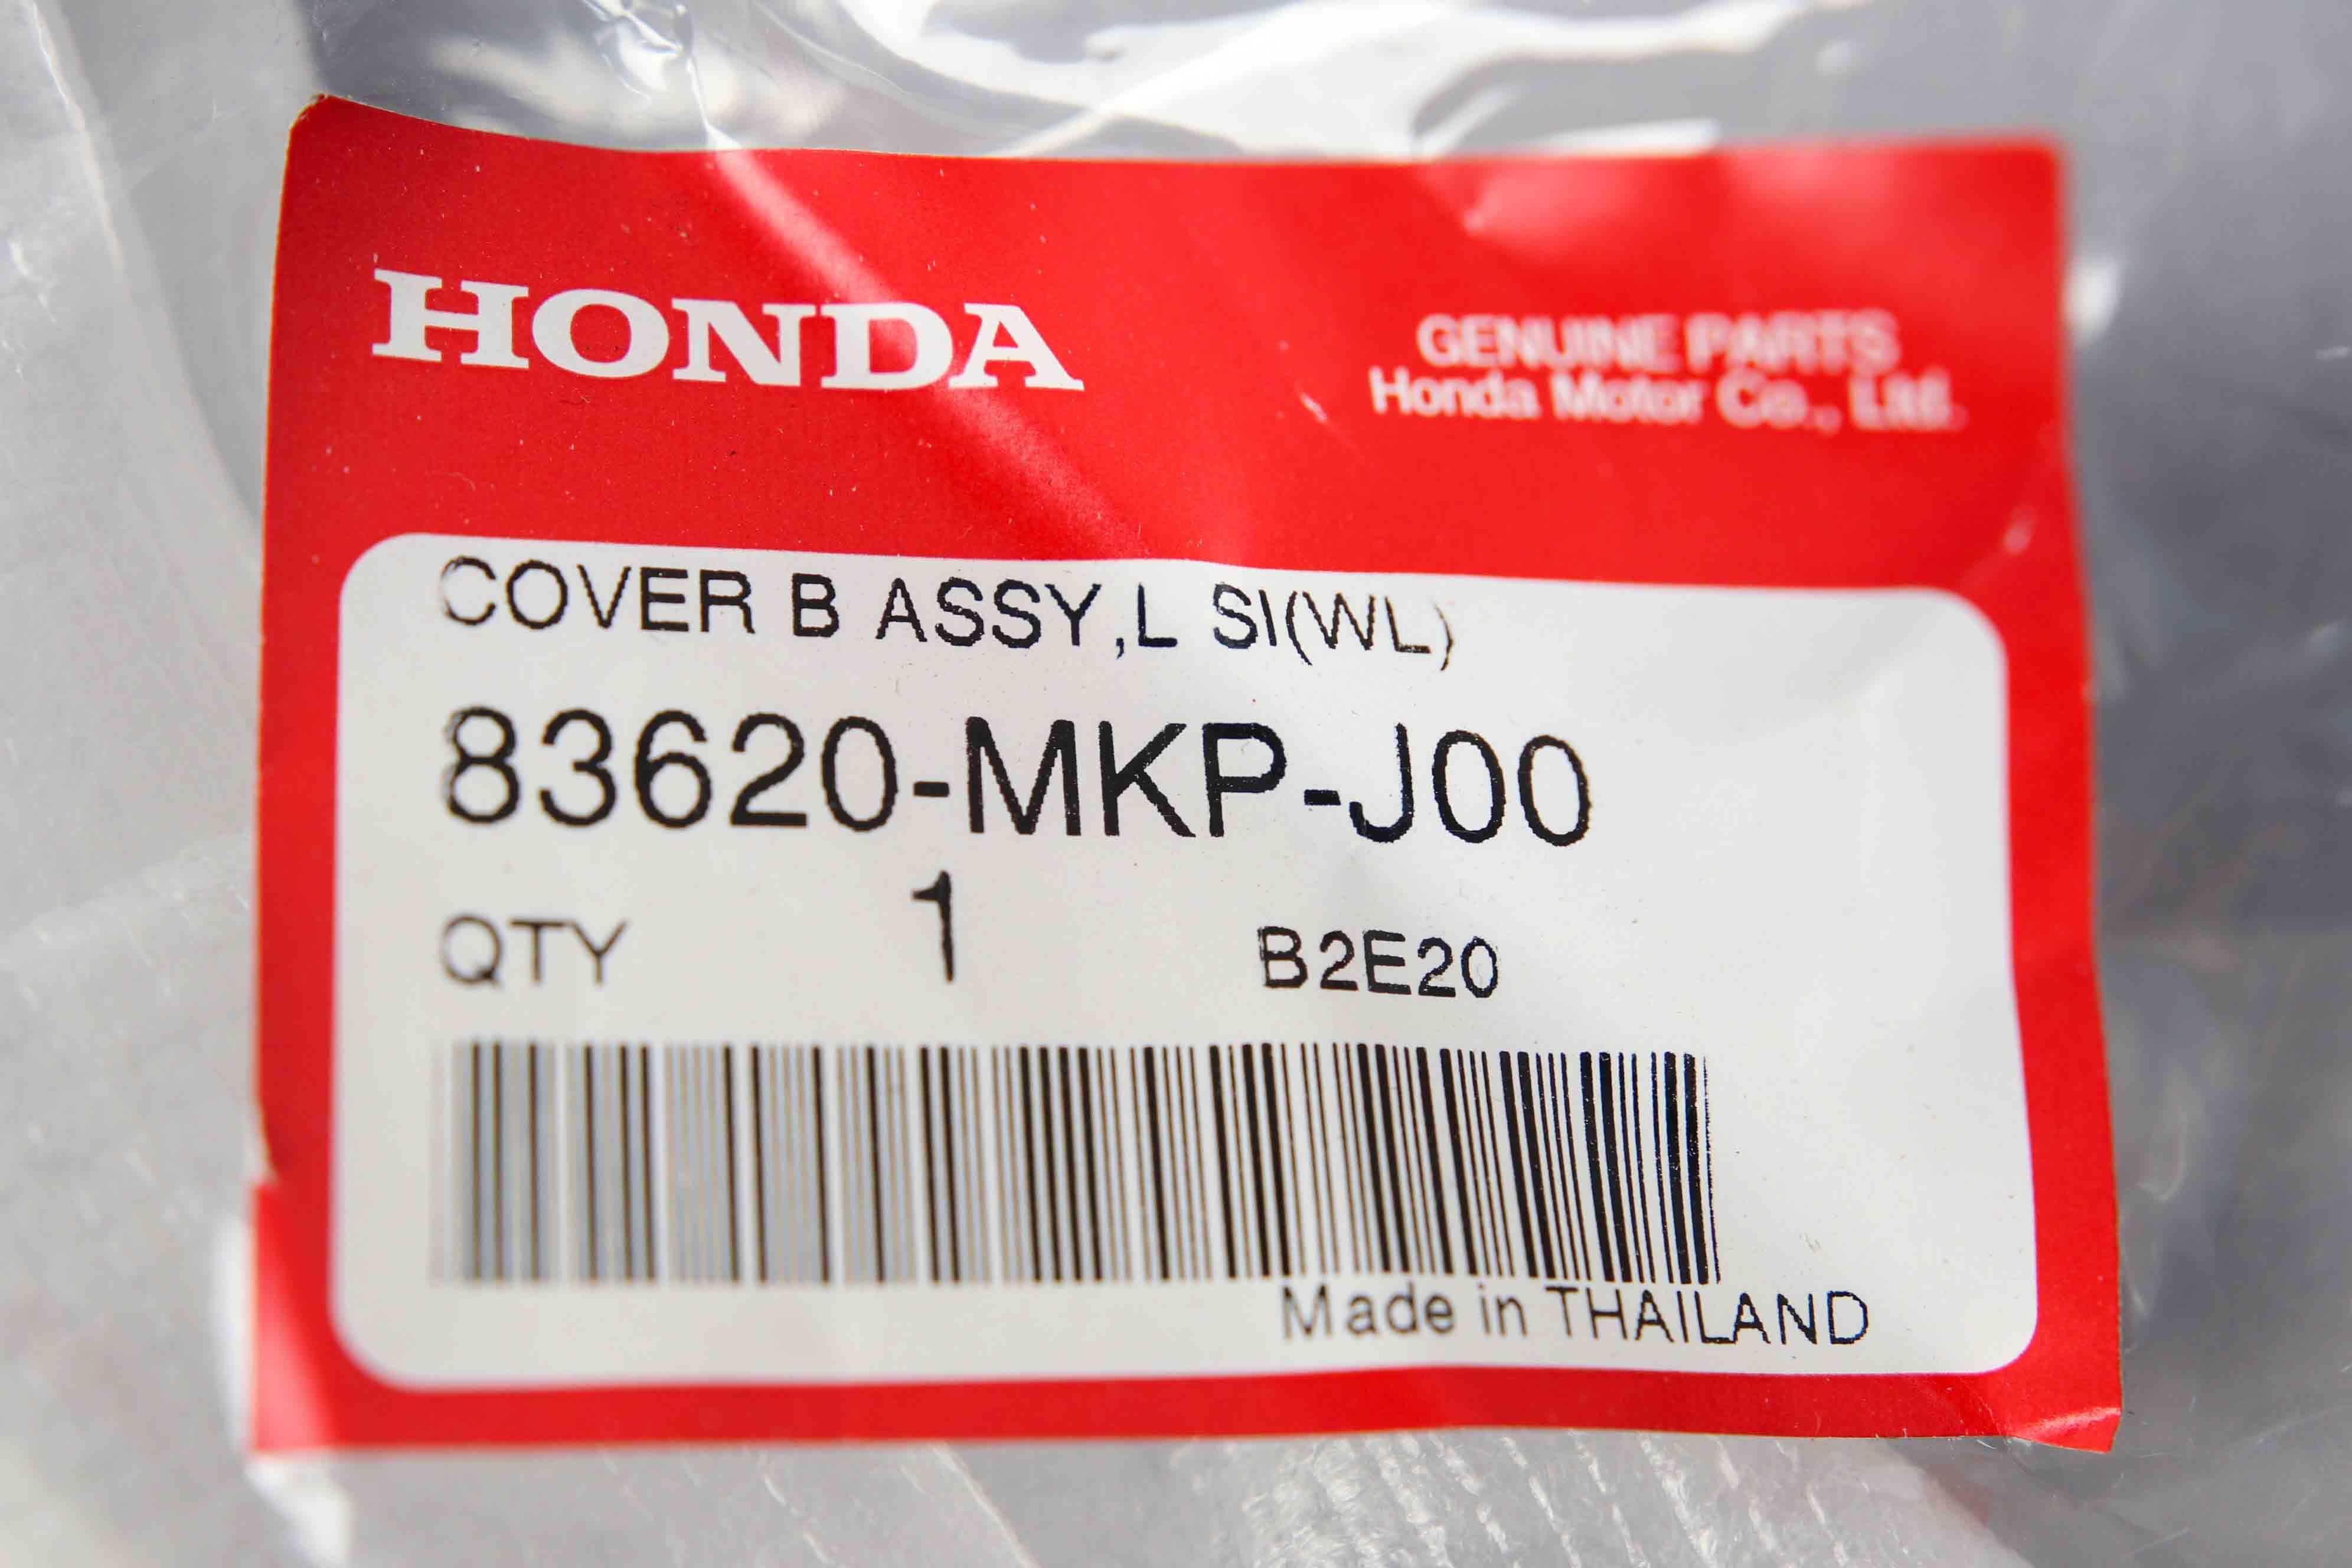 HONDA
GENUINE PARTS
Honda Motor Co., Ltd.
COVER B ASSY,L SI(WL)
83620-MKP-J00
QTY 1 B2E20
Made in THAILAND